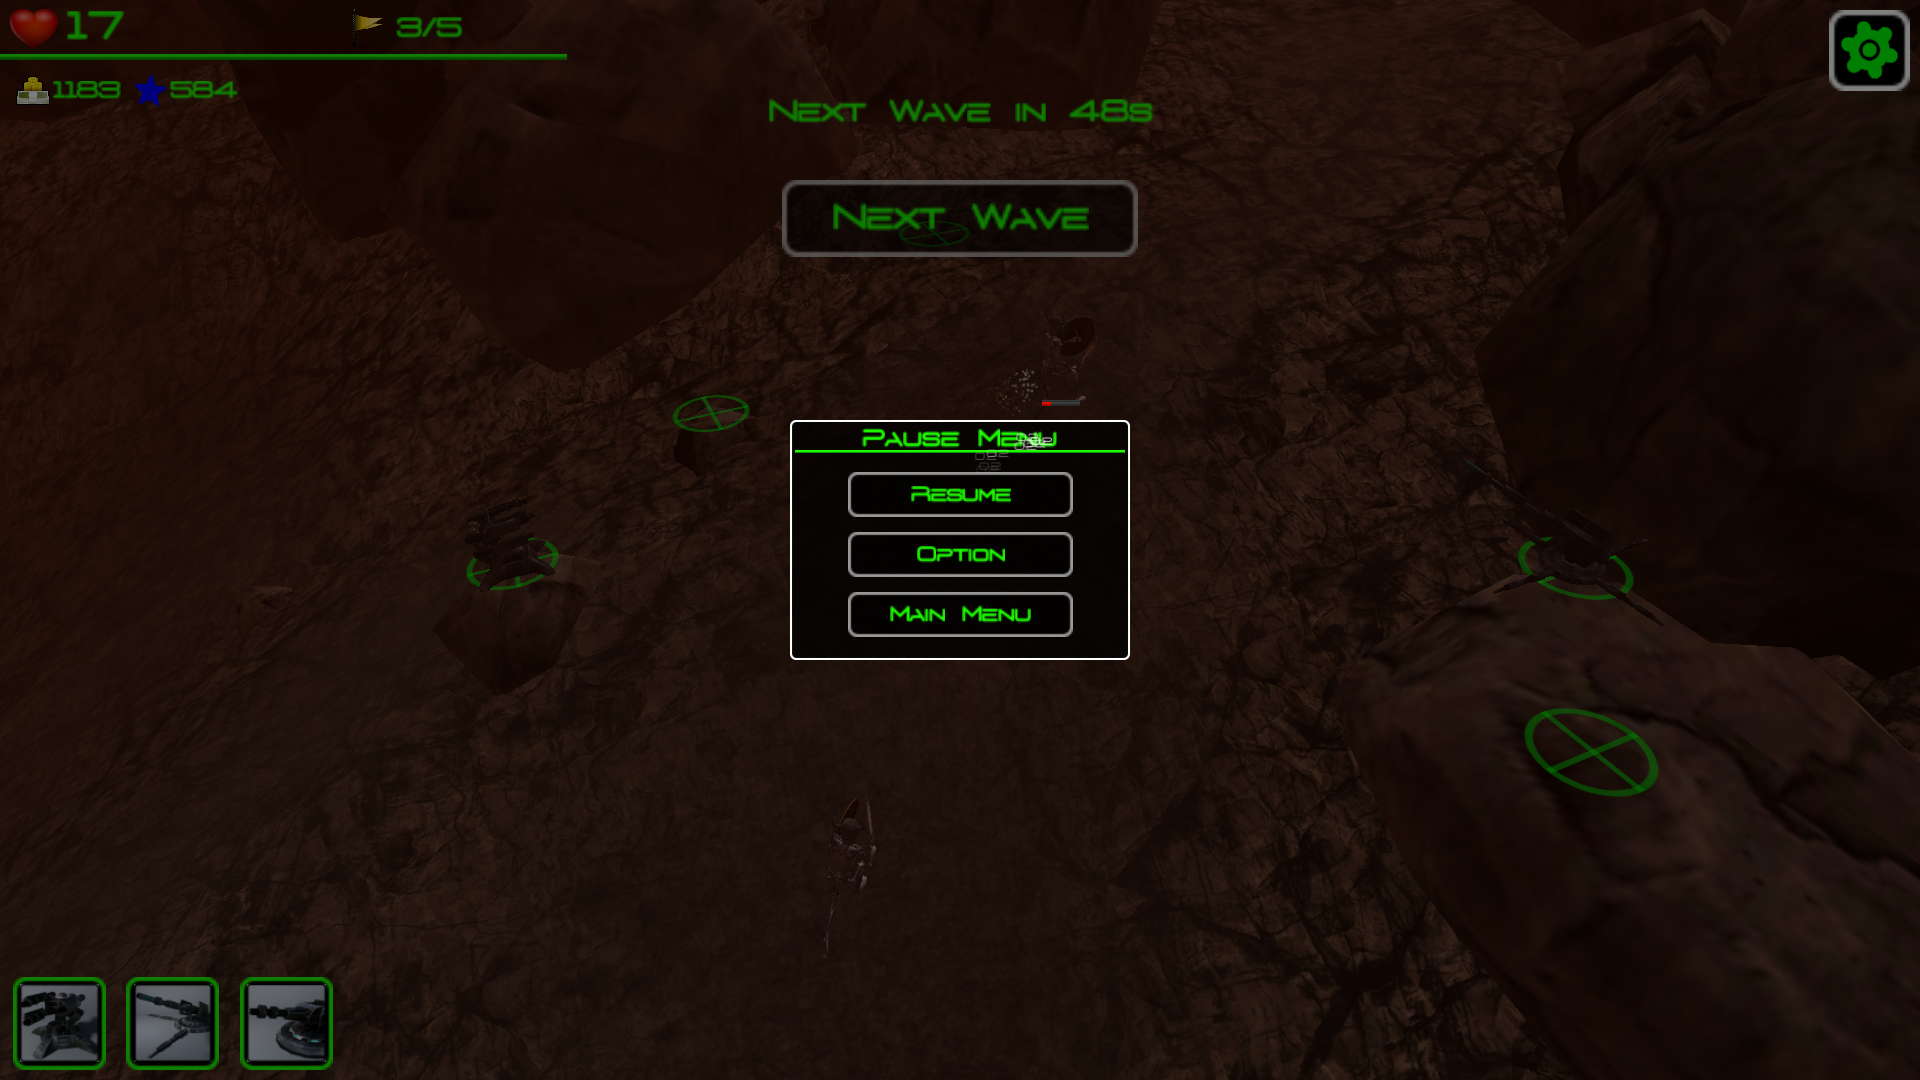 17
3/5
1183
584
Next Wave in 48s
Next Wave
Pause Menu
Resume
Option
Main Menu